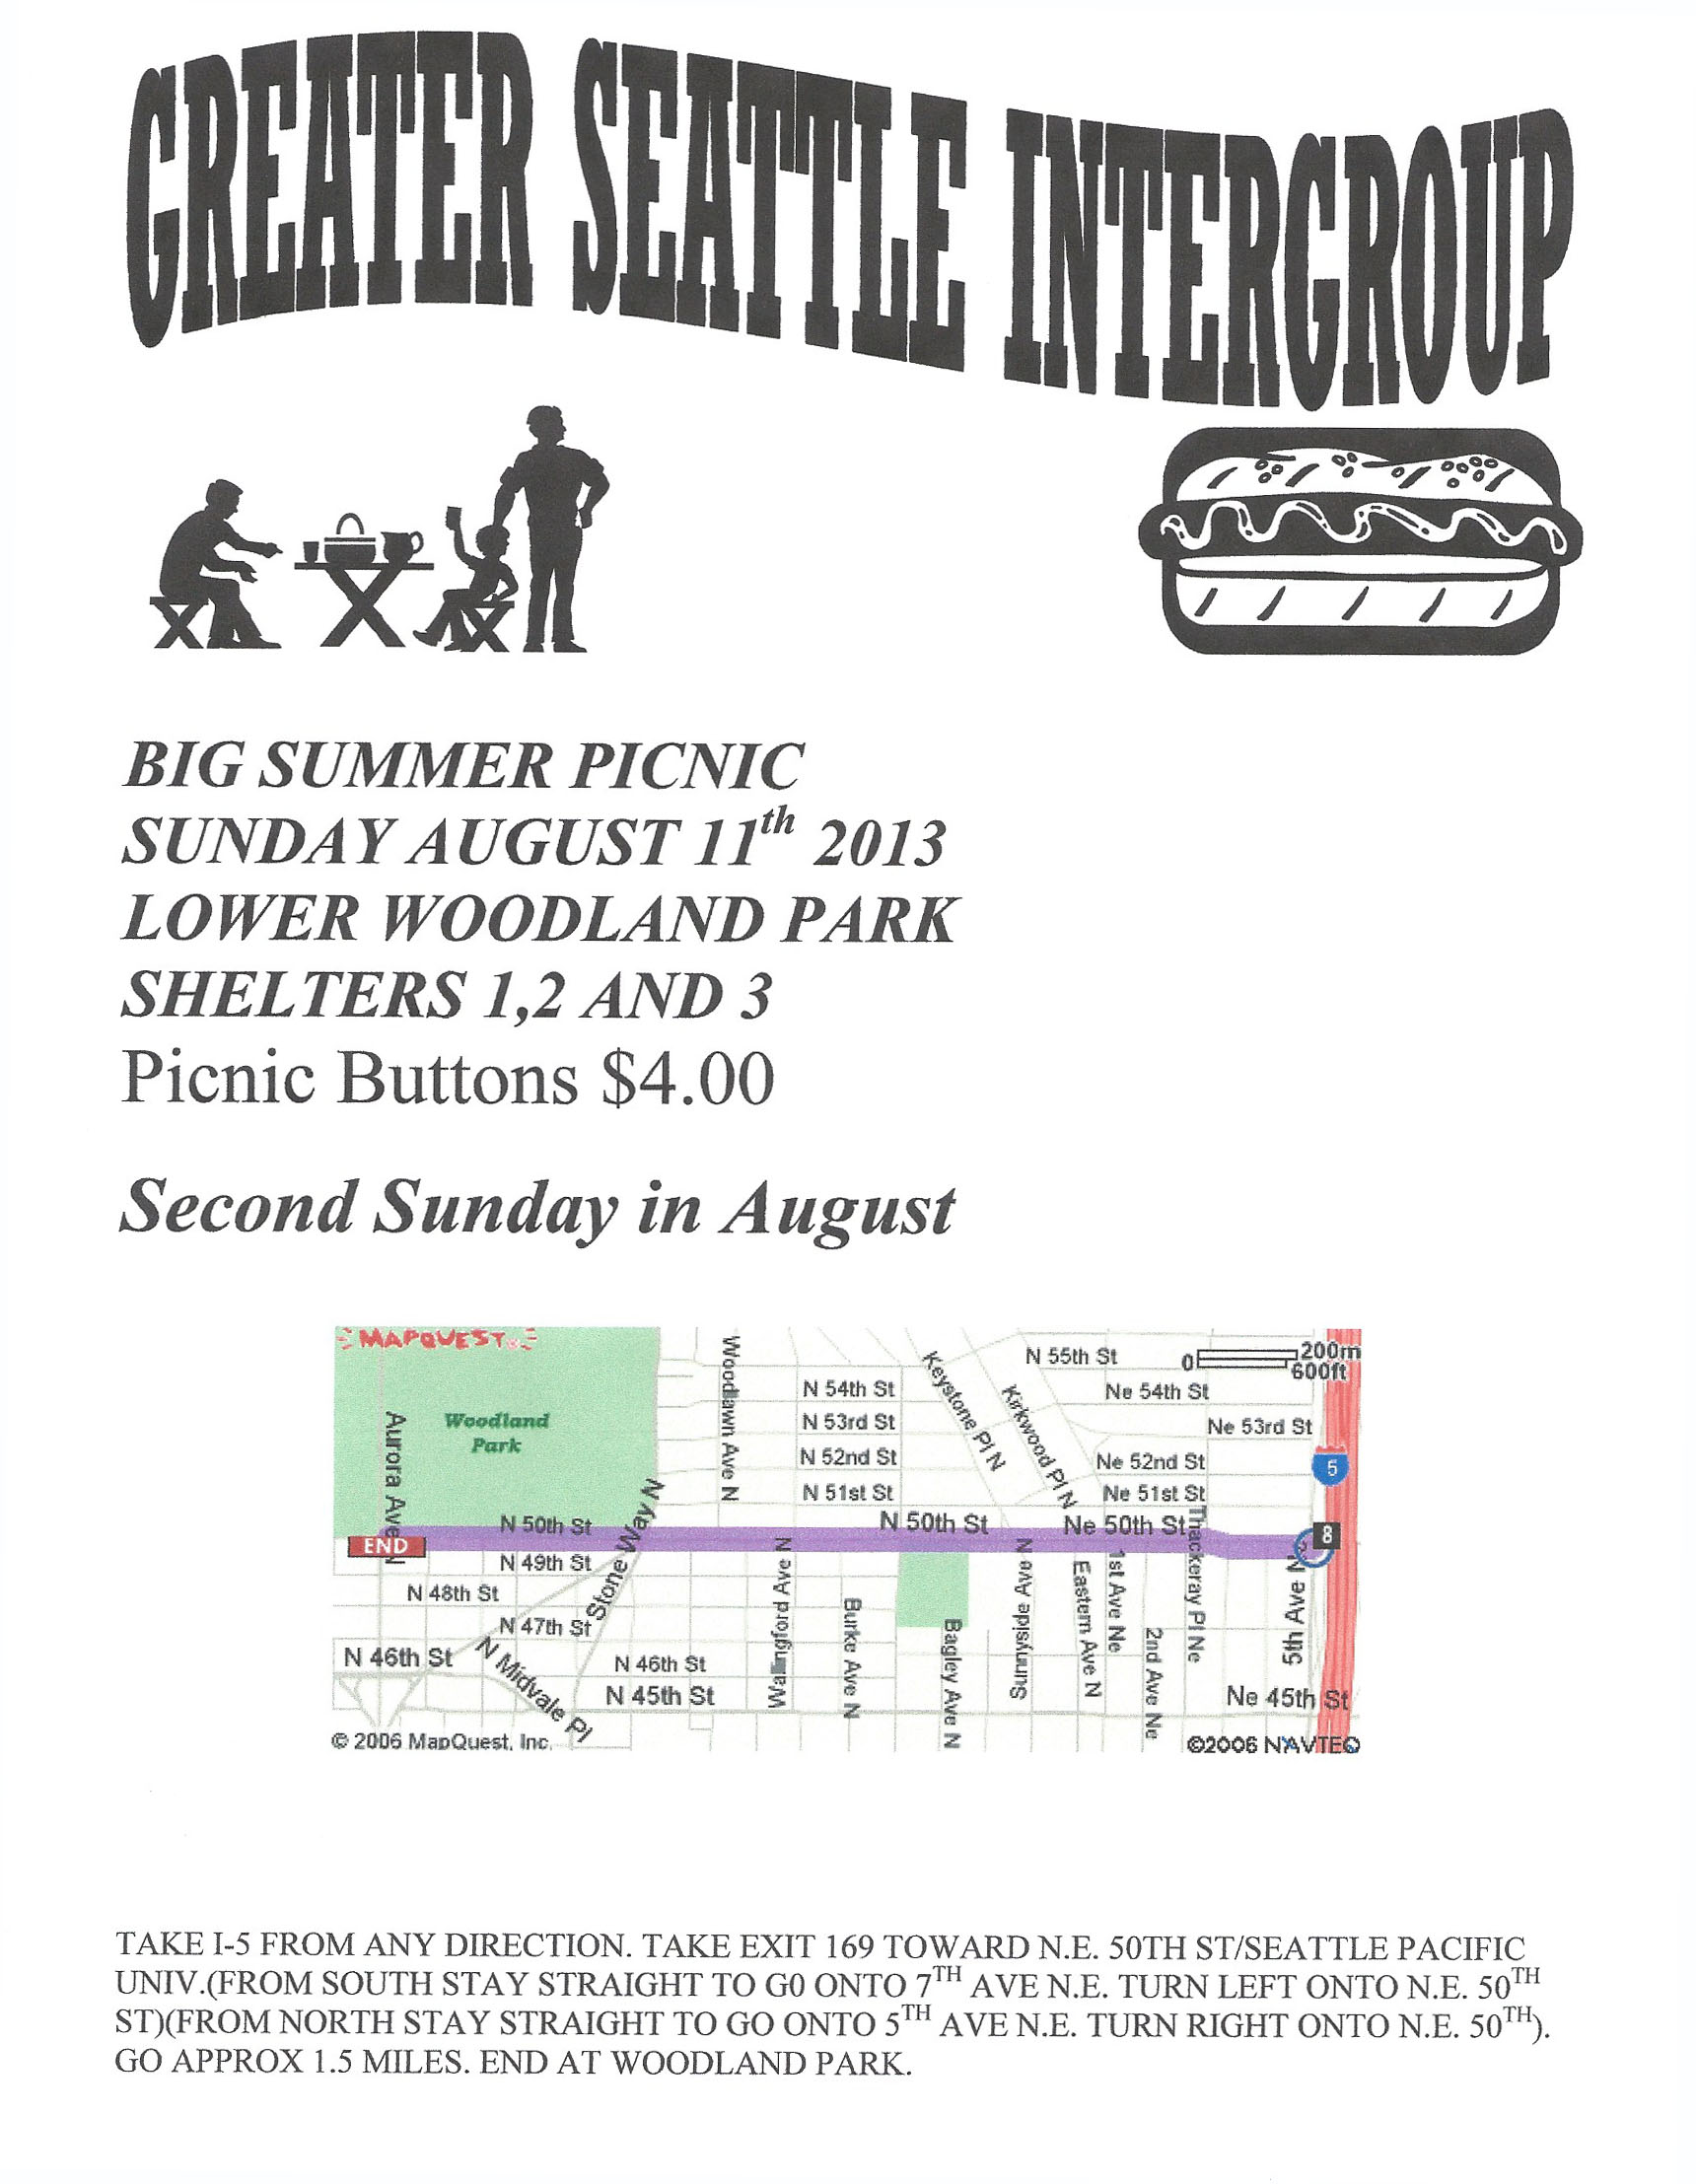 GREATER SEATTLE INTERGROUP
BIG SUMMER PICNIC
SUNDAY AUGUST 11th 2013
LOWER WOODLAND PARK
SHELTERS 1,2 AND 3
Picnic Buttons $4.00
Second Sunday in August
MAPQUEST
N 55th St
0
200m
600ft
Woodlawn Ave N
Keystone Pl N
Kirkwood Pl N
N 54th St
Ne 54th St
Aurora Ave N
Woodland
Park
N 53rd St
Ne 53rd St
N 52nd St
Ne 52nd St
5
N 51st St
Ne 51st St
N 50th St
N 50th St
Ne 50th St
8
END
Stone Way N
Thackeray Pl Ne
N 49th St
N 48th St
N 47th St
Wallingford Ave N
Burke Ave N
Bagley Ave N
Sunnyside Ave N
Eastern Ave N
1st Ave Ne
2nd Ave Ne
5th Ave N
N 46th St
N Midvale Pl
N 46th St
N 45th St
Ne 45th St
© 2006 MapQuest, Inc.
©2006 NAVTEQ
TAKE I-5 FROM ANY DIRECTION. TAKE EXIT 169 TOWARD N.E. 50TH ST/SEATTLE PACIFIC
UNIV.(FROM SOUTH STAY STRAIGHT TO G0 ONTO 7TH AVE N.E. TURN LEFT ONTO N.E. 50TH
ST)(FROM NORTH STAY STRAIGHT TO GO ONTO 5TH AVE N.E. TURN RIGHT ONTO N.E. 50TH).
GO APPROX 1.5 MILES. END AT WOODLAND PARK.